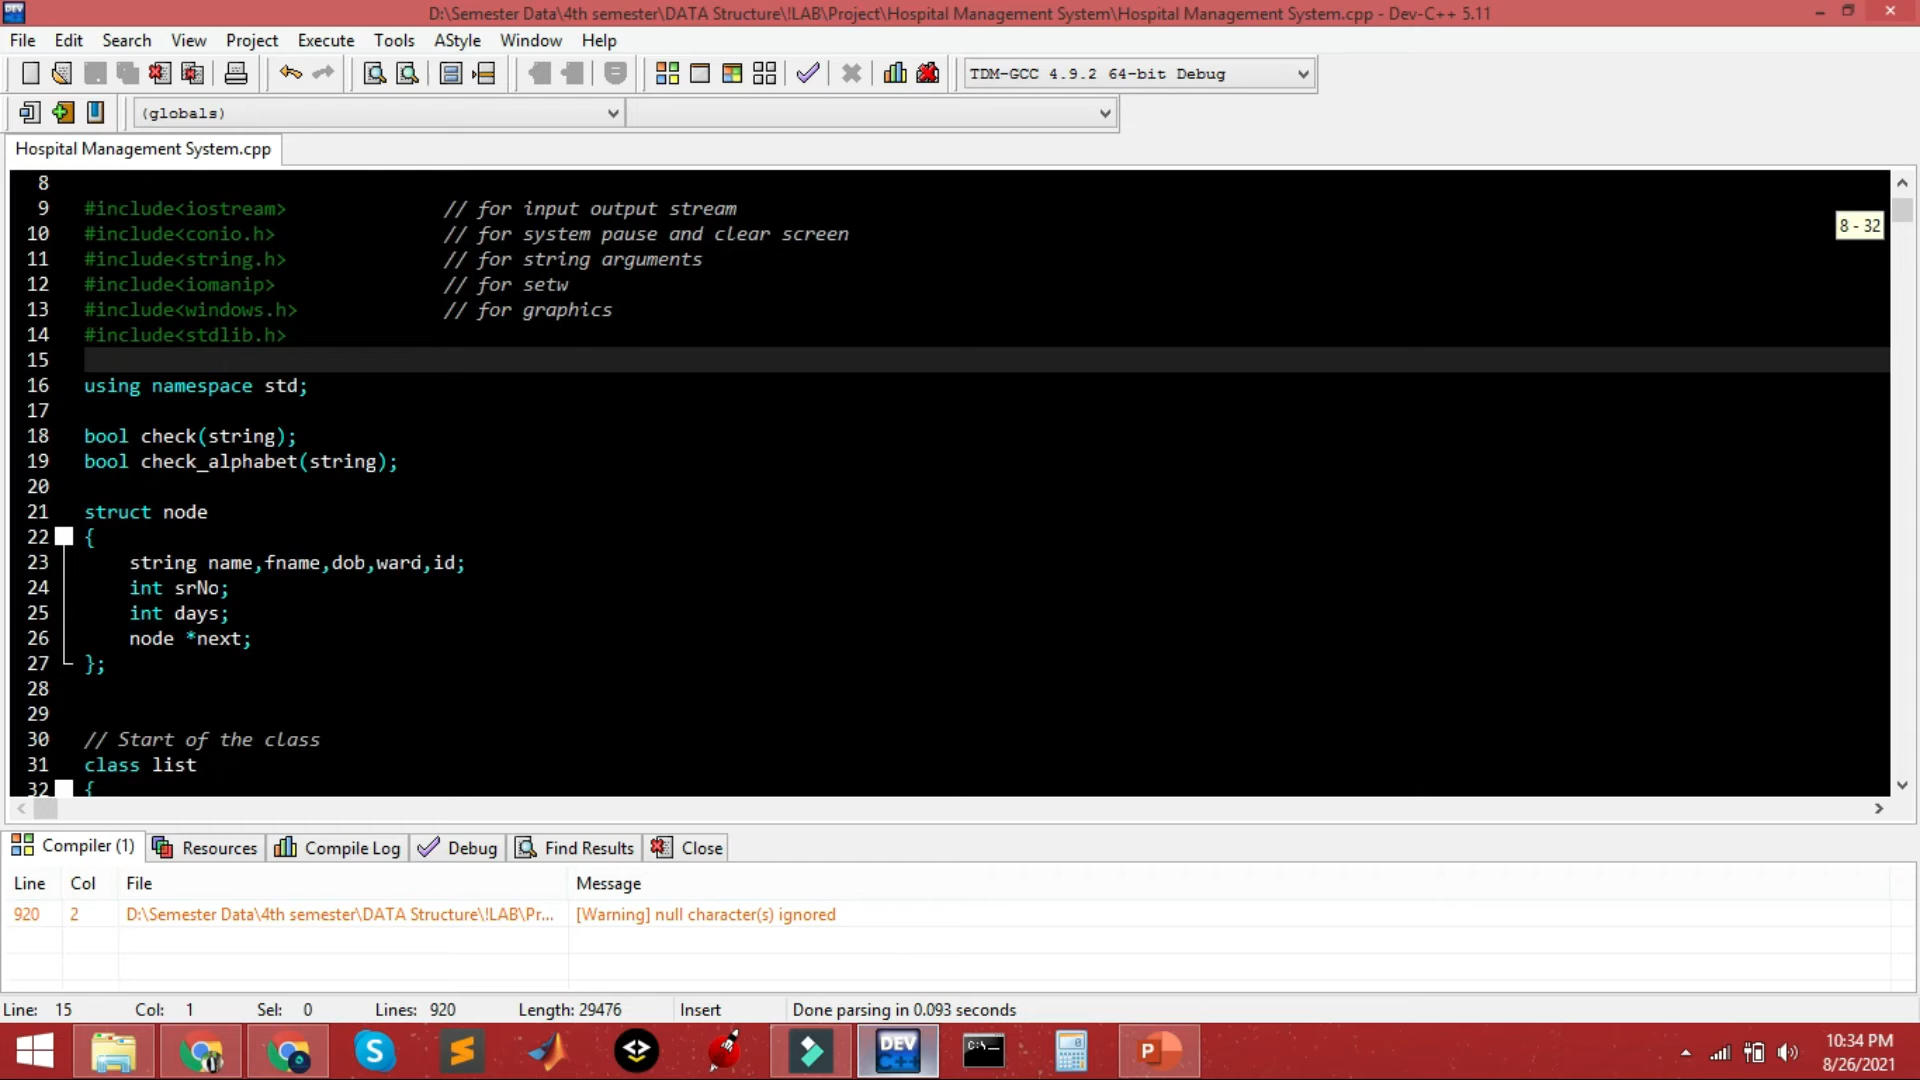 D:\Semester Data\4th semester\DATA Structure\!LAB\Project\Hospital Management System\Hospital Management System.cpp - Dev-C++ 5.11
File Edit Search View Project Execute Tools AStyle Window Help
TDM-GCC 4.9.2 64-bit Debug
(globals)
Hospital Management System.cpp
8
9 #include<iostream> // for input output stream
8 - 32
10 #include<conio.h> // for system pause and clear screen
11 #include<string.h> // for string arguments
12 #include<iomanip> // for setw
13 #include<windows.h> // for graphics
14 #include<stdlib.h>
15
16 using namespace std;
17
18 bool check(string);
19 bool check_alphabet(string);
20
21 struct node
22 {
23 string name,fname,dob,ward,id;
24 int srNo;
25 int days;
26 node *next;
27 };
28
29
30 // Start of the class
31 class list
32 {
Compiler (1) Resources Compile Log Debug Find Results Close
Line Col File Message
920 2 D:\Semester Data\4th semester\DATA Structure\!LAB\Pr... [Warning] null character(s) ignored
Line: 15 Col: 1 Sel: 0 Lines: 920 Length: 29476 Insert Done parsing in 0.093 seconds
DEV C++
10:34 PM
8/26/2021